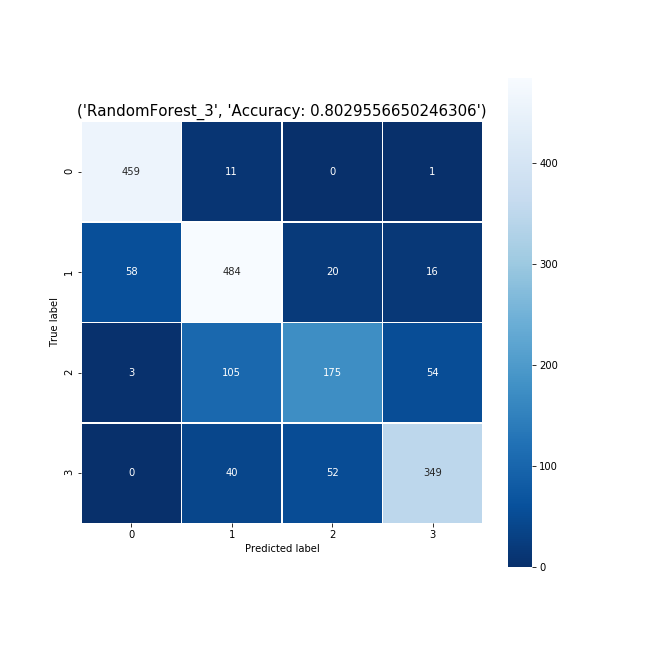 ('RandomForest_3', 'Accuracy: 0.8029556650246306')
True label
0 459 11 0 1
1 58 484 20 16
2 3 105 175 54
3 0 40 52 349
0 1 2 3
Predicted label
400
300
200
100
0